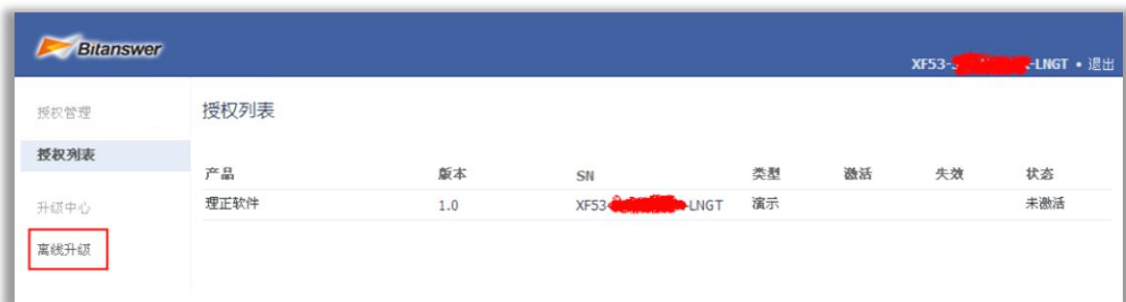 Bitanswer
XF53- -LNGT • 退出
授权管理
授权列表
升级中心
离线升级
授权列表
产品 版本 SN 类型 激活 失效 状态
理正软件 1.0 XF53- -LNGT 演示 未激活